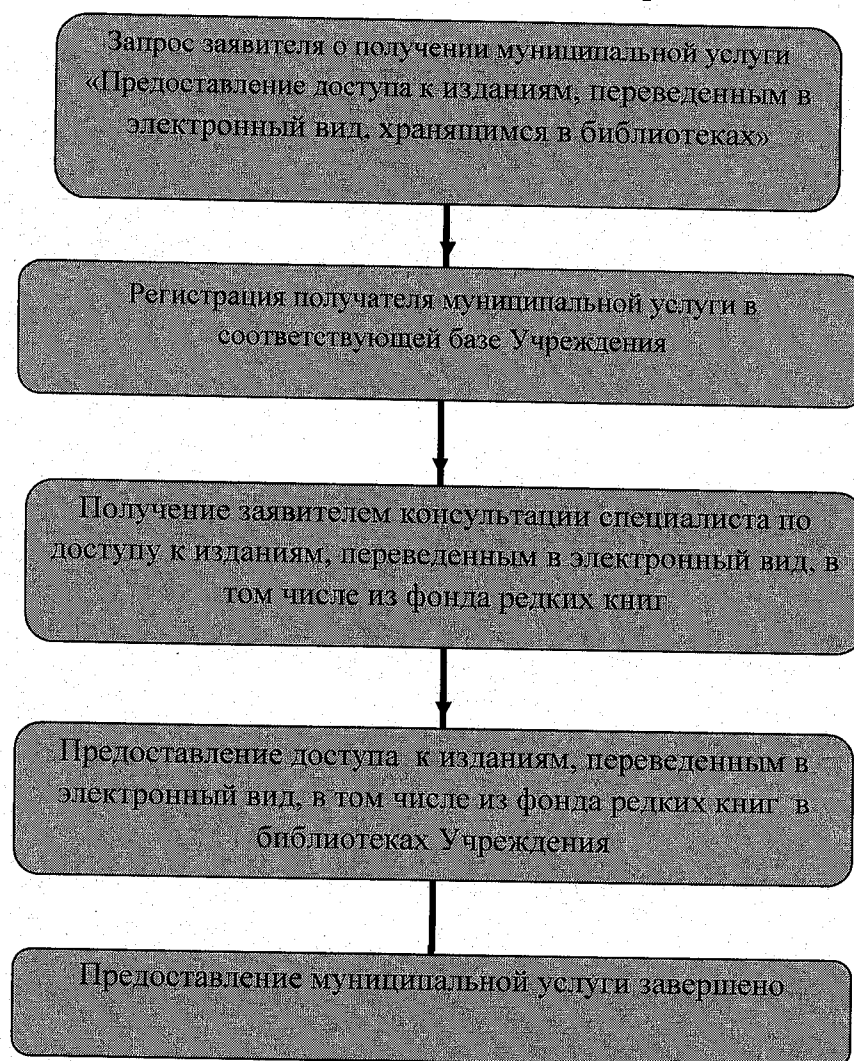 Запрос заявителя о получении муниципальной услуги
«Предоставление доступа к изданиям, переведенным в
электронный вид, хранящимся в библиотеках»
Регистрация получателя муниципальной услуги в
соответствующей базе Учреждения
Получение заявителем консультации специалиста по
доступу к изданиям, переведенным в электронный вид, в
том числе из фонда редких книг
Предоставление доступа к изданиям, переведенным в
электронный вид, в том числе из фонда редких книг в
библиотеках Учреждения
Предоставление муниципальной услуги завершено